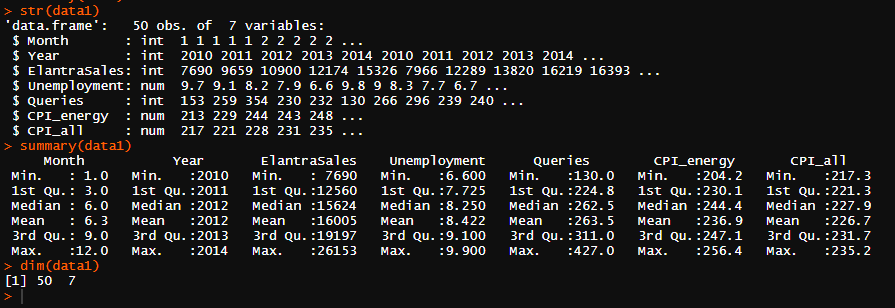 > str(data1)
'data.frame':   50 obs. of  7 variables:
 $ Month       : int  1 1 1 1 1 2 2 2 2 2 ...
 $ Year        : int  2010 2011 2012 2013 2014 2010 2011 2012 2013 2014 ...
 $ ElantraSales: int  7690 9659 10900 12174 15326 7966 12289 13820 16219 16393 ...
 $ Unemployment: num  9.7 9.1 8.2 7.9 6.6 9.8 9 8.3 7.7 6.7 ...
 $ Queries     : int  153 259 354 230 232 130 266 296 239 240 ...
 $ CPI_energy  : num  213 229 244 243 248 ...
 $ CPI_all     : num  217 221 228 231 235 ...
> summary(data1)
     Month           Year       ElantraSales    Unemployment      Queries        CPI_energy       CPI_all     
 Min.   : 1.0   Min.   :2010   Min.   : 7690   Min.   :6.600   Min.   :130.0   Min.   :204.2   Min.   :217.3  
 1st Qu.: 3.0   1st Qu.:2011   1st Qu.:12560   1st Qu.:7.725   1st Qu.:224.8   1st Qu.:230.1   1st Qu.:221.3  
 Median : 6.0   Median :2012   Median :15624   Median :8.250   Median :262.5   Median :244.4   Median :227.9  
 Mean   : 6.3   Mean   :2012   Mean   :16005   Mean   :8.422   Mean   :263.5   Mean   :236.9   Mean   :226.7  
 3rd Qu.: 9.0   3rd Qu.:2013   3rd Qu.:19197   3rd Qu.:9.100   3rd Qu.:311.0   3rd Qu.:247.1   3rd Qu.:231.7  
 Max.   :12.0   Max.   :2014   Max.   :26153   Max.   :9.900   Max.   :427.0   Max.   :256.4   Max.   :235.2  
> dim(data1)
[1] 50  7
>